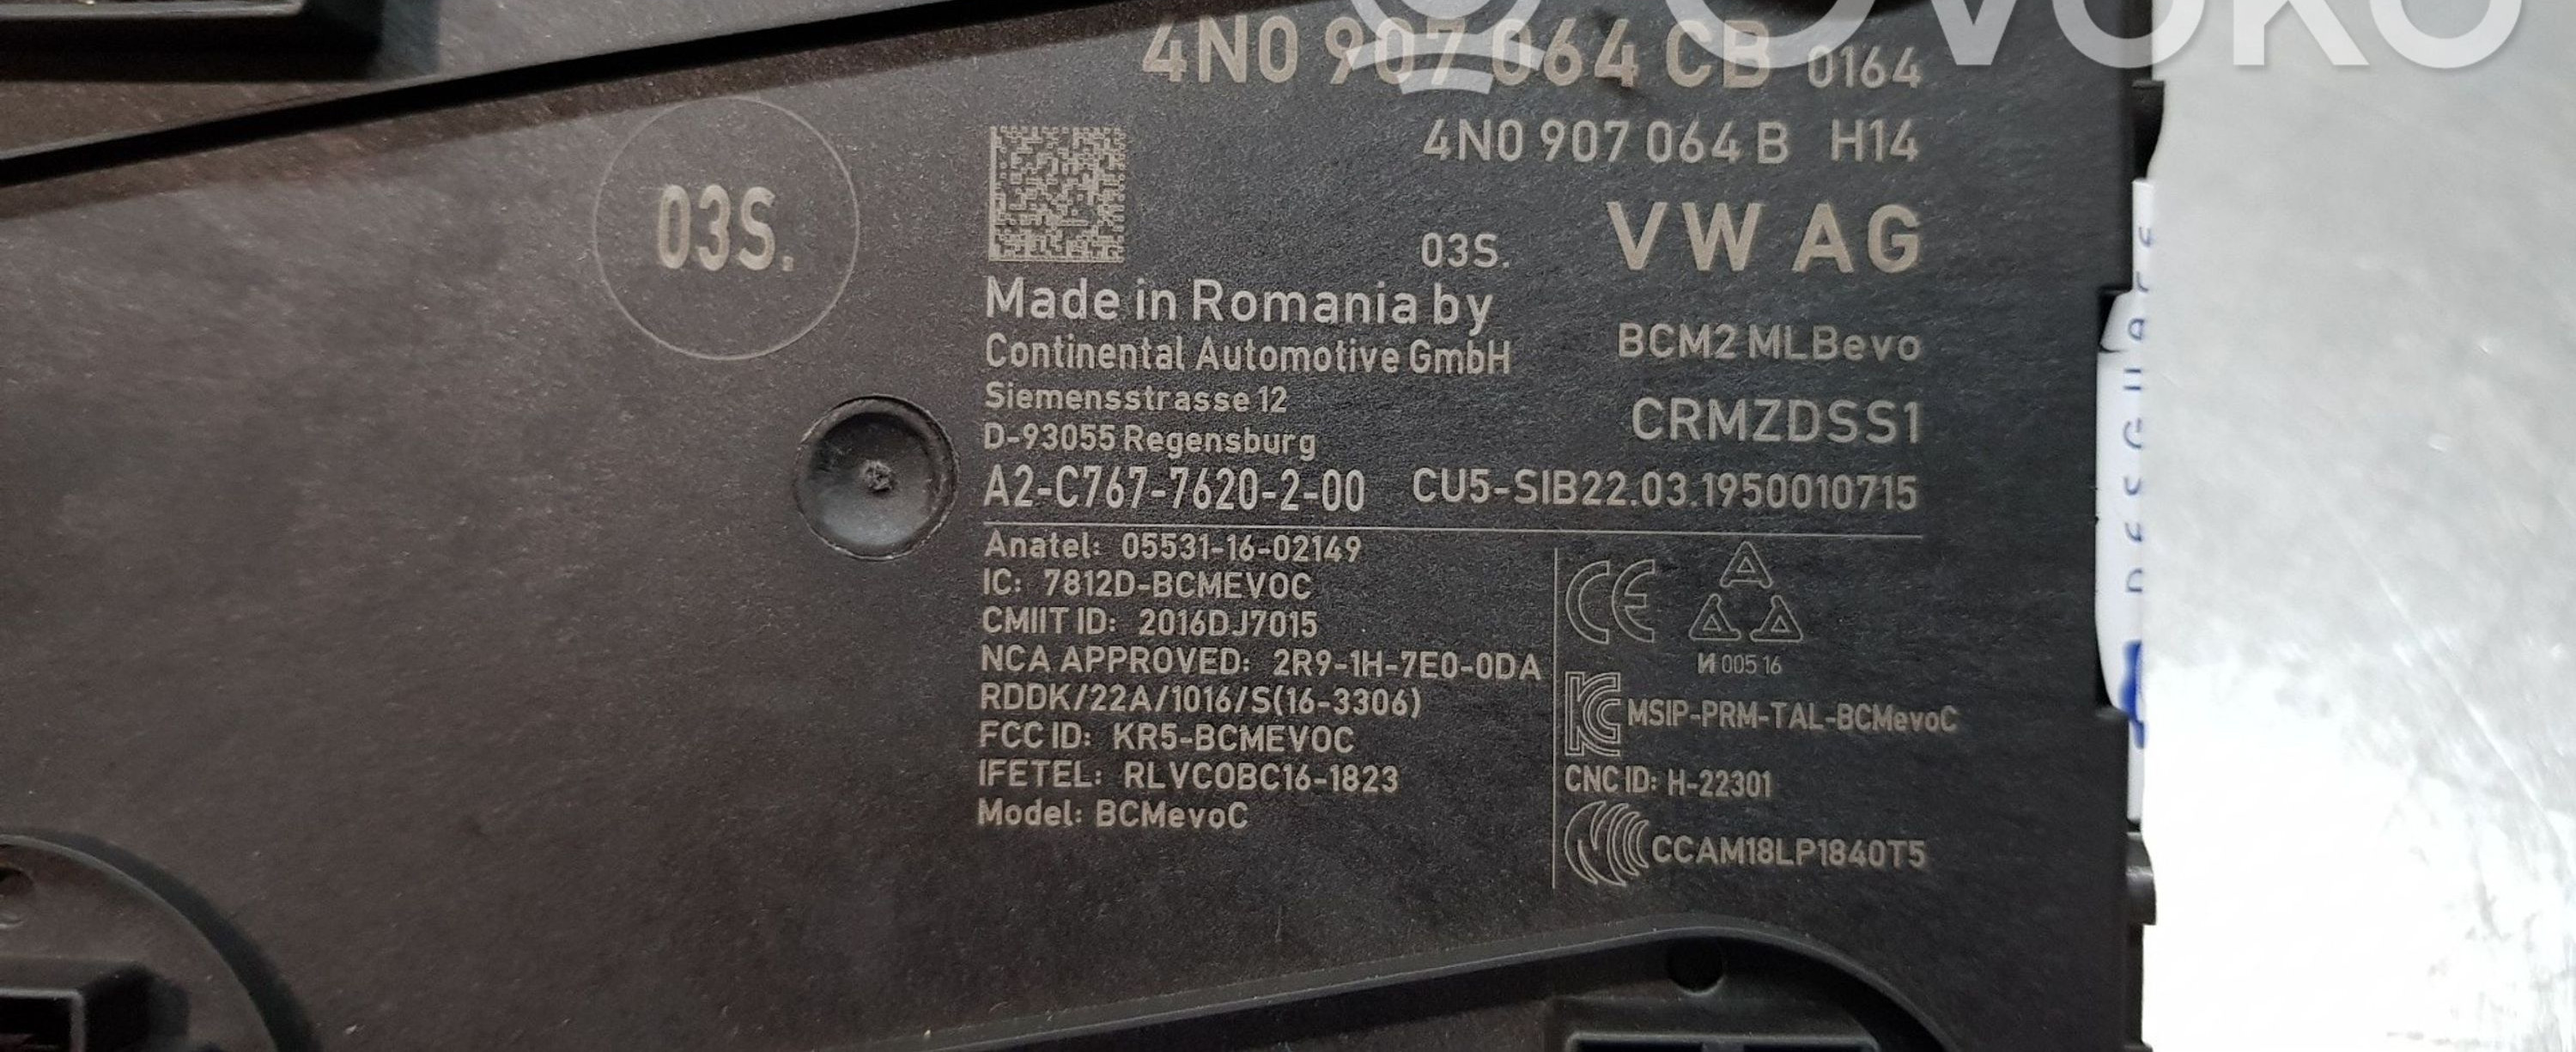 OVOKO
4N0 907 064 CB 0164
4N0 907 064 B H14
03S.
03S.
VW AG
Made in Romania by
Continental Automotive GmbH
BCM2 MLBevo
Siemensstrasse 12
CRMZDSS1
D-93055 Regensburg
A2-C767-7620-2-00 CU5-SIB22.03.1950010715
Anatel: 05531-16-02149
IC: 7812D-BCMEVOC
CMIIT ID: 2016DJ7015
NCA APPROVED: 2R9-1H-7E0-0DA
RDDK/22A/1016/S(16-3306)
FCC ID: KR5-BCMEVOC
IFETEL: RLVCOBC16-1823
Model: BCMevoC
CE
И 005 16
MSIP-PRM-TAL-BCMevoC
CNC ID: H-22301
CCAM18LP1840T5